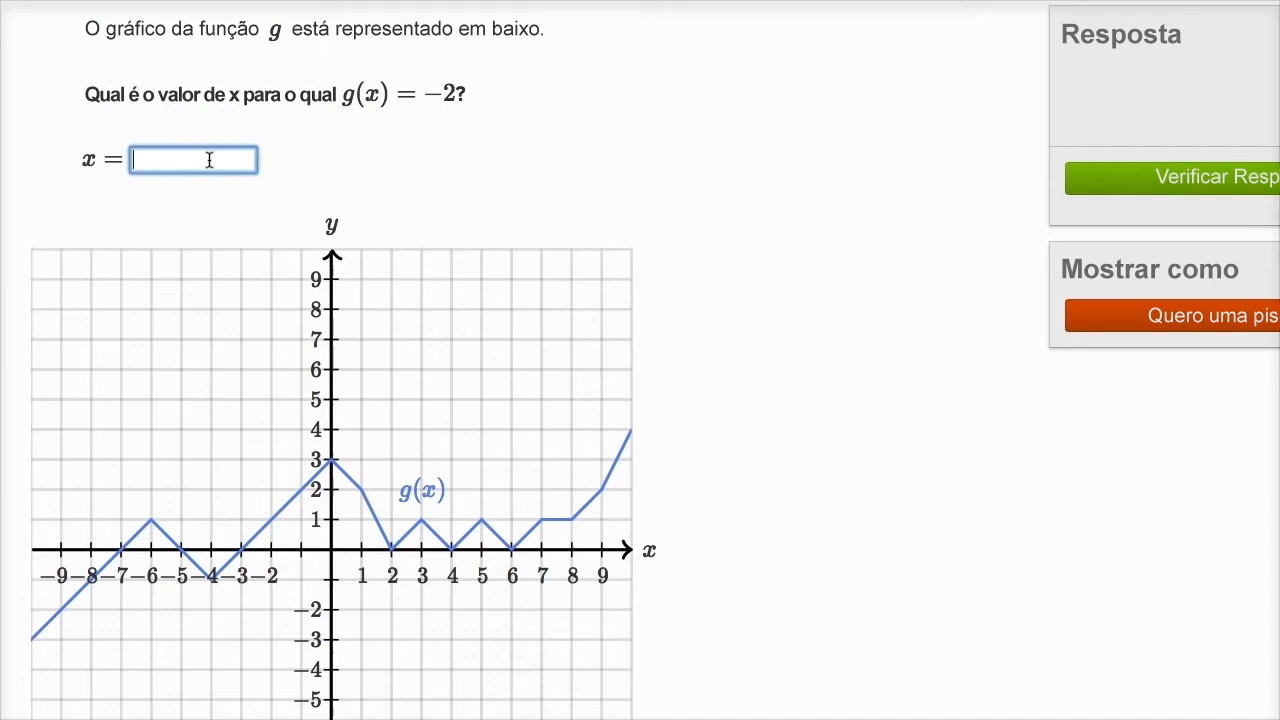 O gráfico da função g está representado em baixo.
Qual é o valor de x para o qual g(x) = −2?
x =
Resposta
Verificar Resp
Mostrar como
Quero uma pis
y
9
8
7
6
5
4
3
2
1
g(x)
x
−9 −8 −7 −6 −5 −4 −3 −2 1 2 3 4 5 6 7 8 9
−2
−3
−4
−5